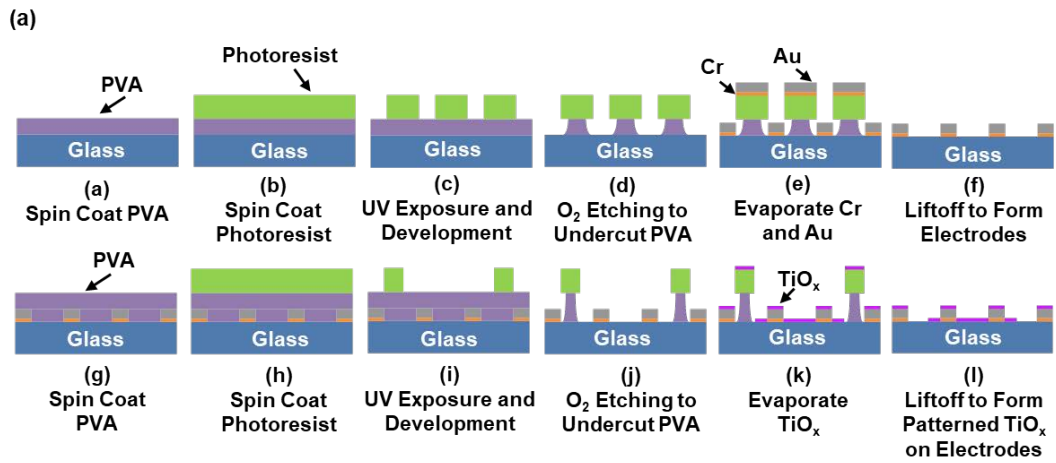 (a)
PVA
Glass
(a)
Spin Coat PVA
Photoresist
Glass
(b)
Spin Coat
Photoresist
Glass
(c)
UV Exposure and
Development
Glass
(d)
O₂ Etching to
Undercut PVA
Cr
Au
Glass
(e)
Evaporate Cr
and Au
Glass
(f)
Liftoff to Form
Electrodes
PVA
Glass
(g)
Spin Coat
PVA
Glass
(h)
Spin Coat
Photoresist
Glass
(i)
UV Exposure and
Development
Glass
(j)
O₂ Etching to
Undercut PVA
TiOₓ
Glass
(k)
Evaporate
TiOₓ
Glass
(l)
Liftoff to Form
Patterned TiOₓ
on Electrodes